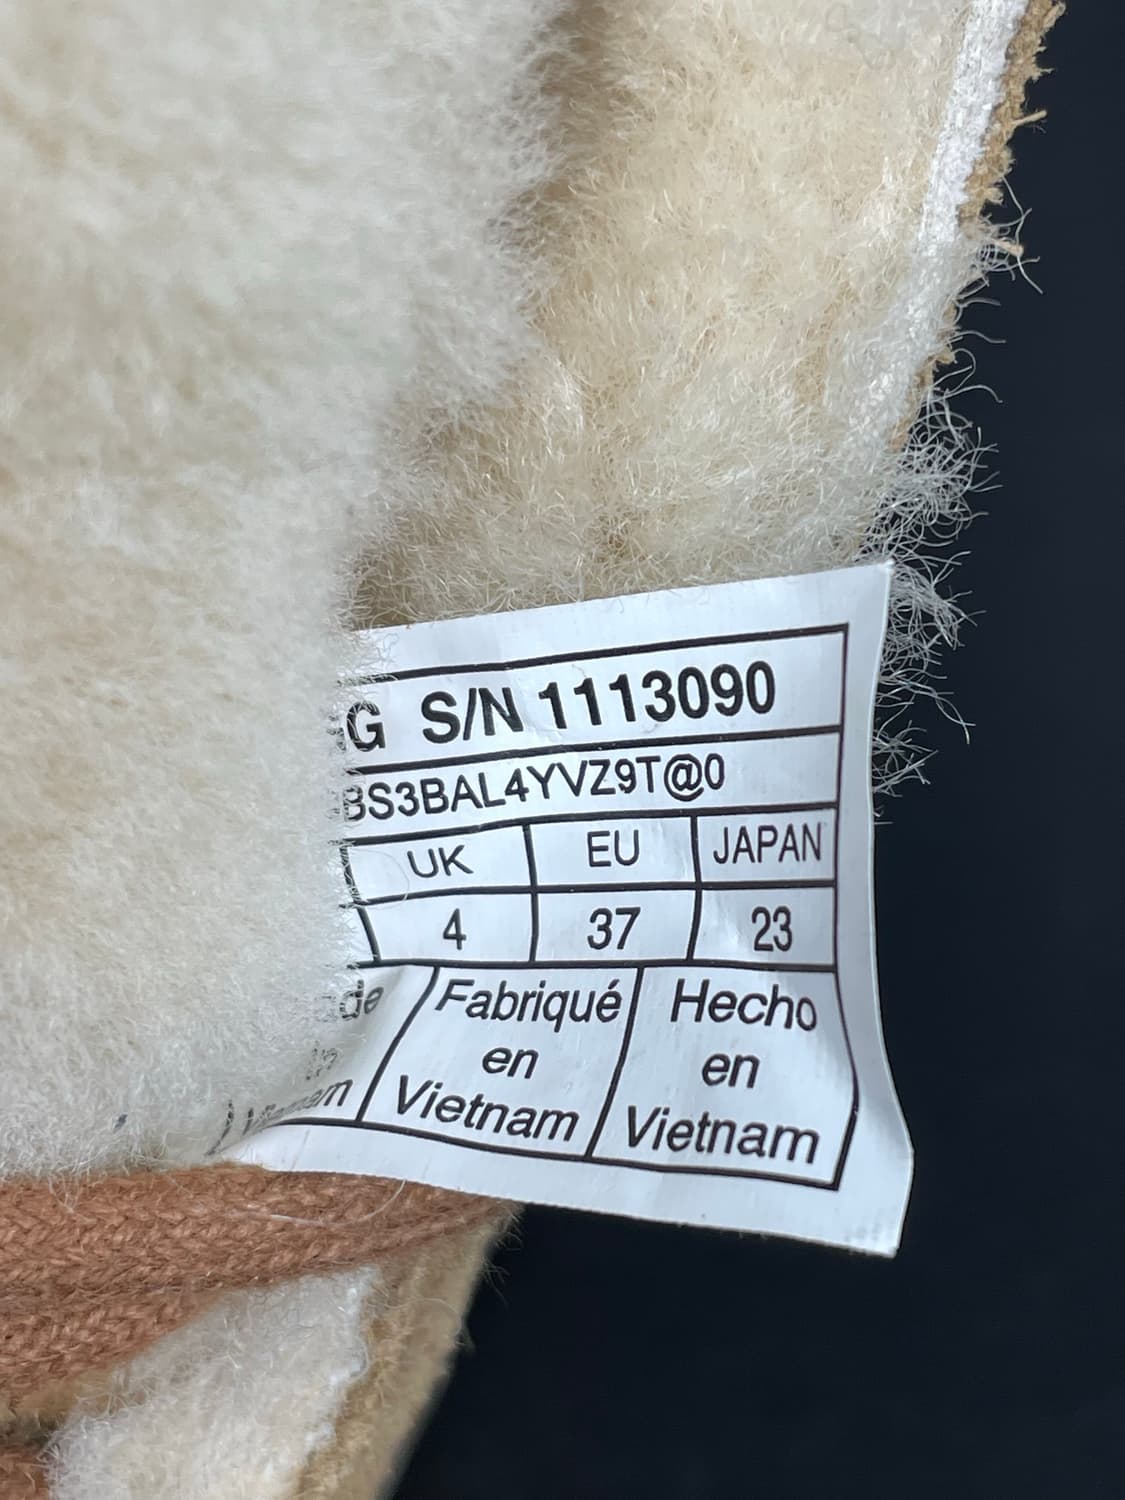 G S/N 1113090
BS3BAL4YVZ9T@0
UK EU JAPAN
4 37 23
Fabriqué Hecho
en en
Vietnam Vietnam